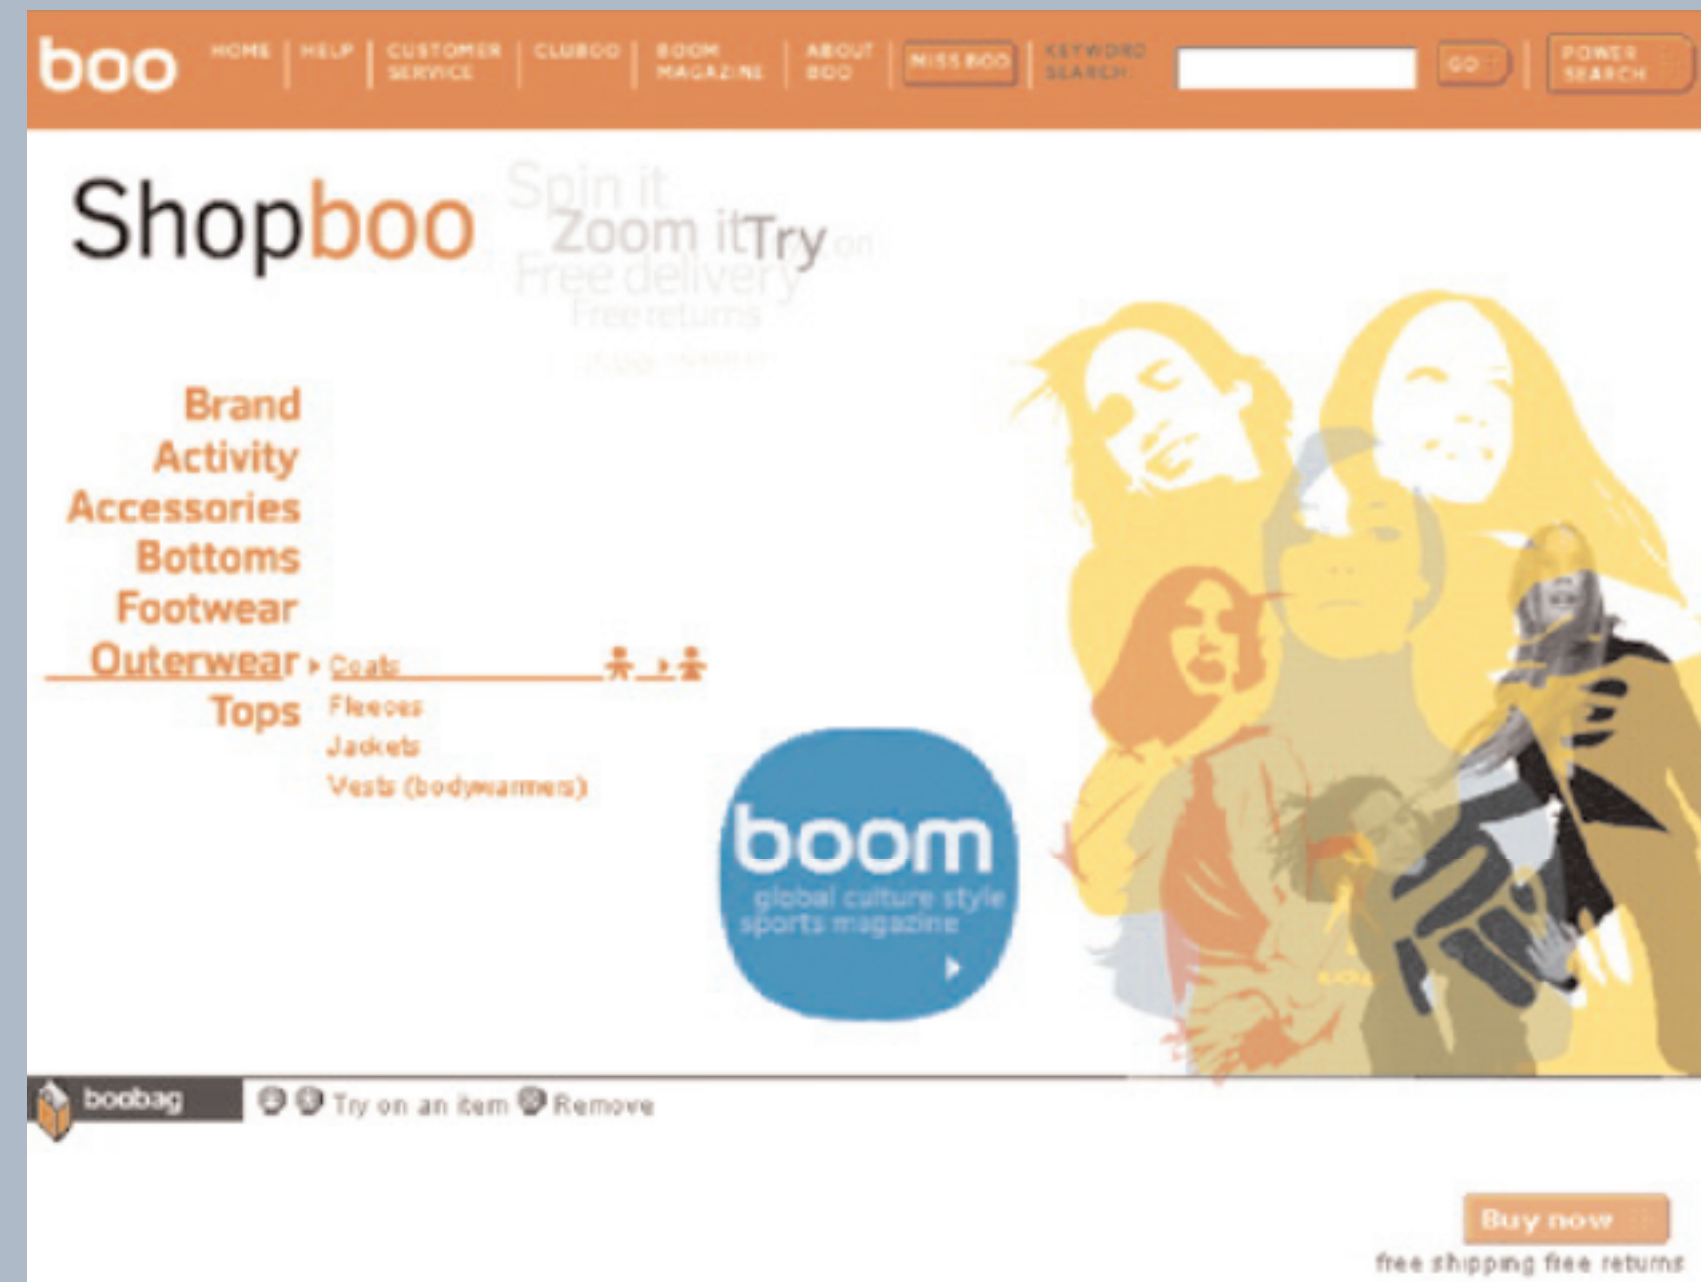 boo
HOME
HELP
CUSTOMER
SERVICE
CLUBOO
BOOM
MAGAZINE
ABOUT
BOO
MISS BOO
KEYWORD
SEARCH:
GO
POWER
SEARCH
Shopboo
Spin it
Zoom it
Try on
Free delivery
Free returns
Brand
Activity
Accessories
Bottoms
Footwear
Outerwear
Coats
Tops
Fleeces
Jackets
Vests (bodywarmers)
boom
global culture style
sports magazine
boobag
Try on an item
Remove
Buy now
free shipping free returns